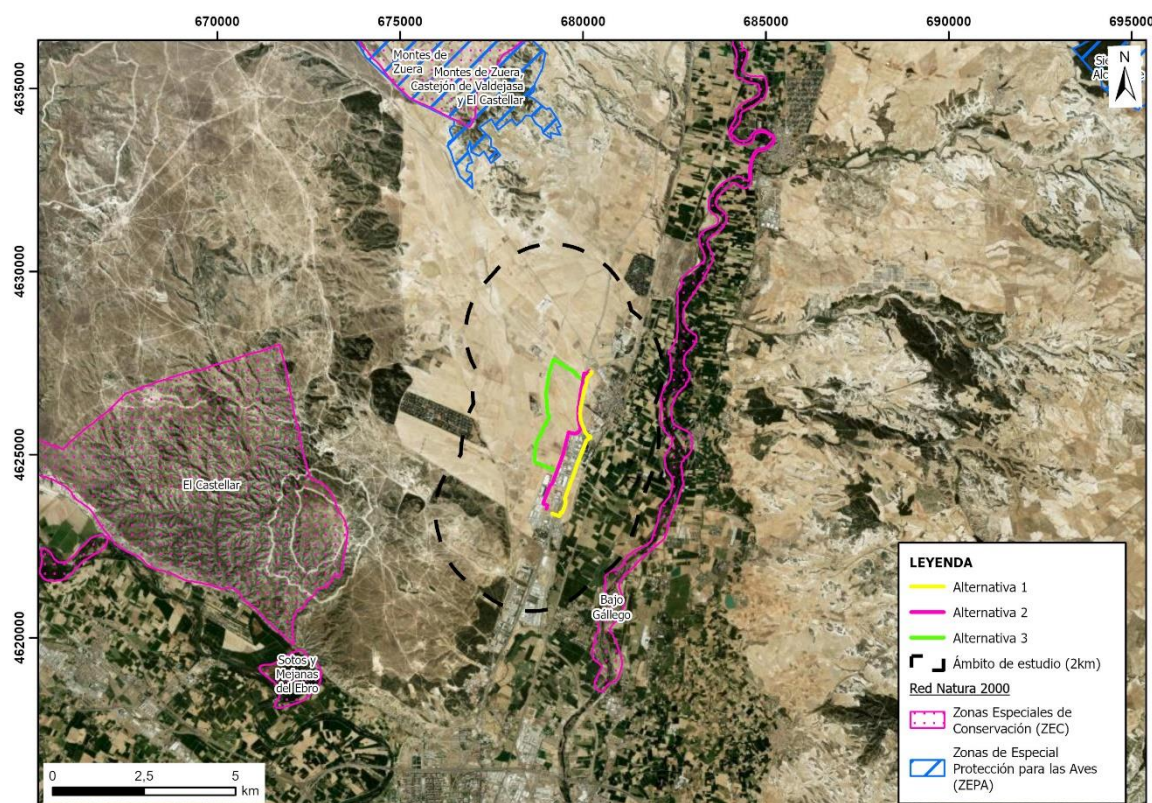 670000
675000
680000
685000
690000
695000
4635000
4630000
4625000
4620000
Montes de
Zuera
Montes de Zuera,
Castejón de Valdejasa
y El Castellar
N
El Castellar
Sotos y
Mejanas
del Ebro
Bajo
Gállego
0
2,5
5
km
LEYENDA
Alternativa 1
Alternativa 2
Alternativa 3
Ámbito de estudio (2km)
Red Natura 2000
Zonas Especiales de
Conservación (ZEC)
Zonas de Especial
Protección para las Aves
(ZEPA)